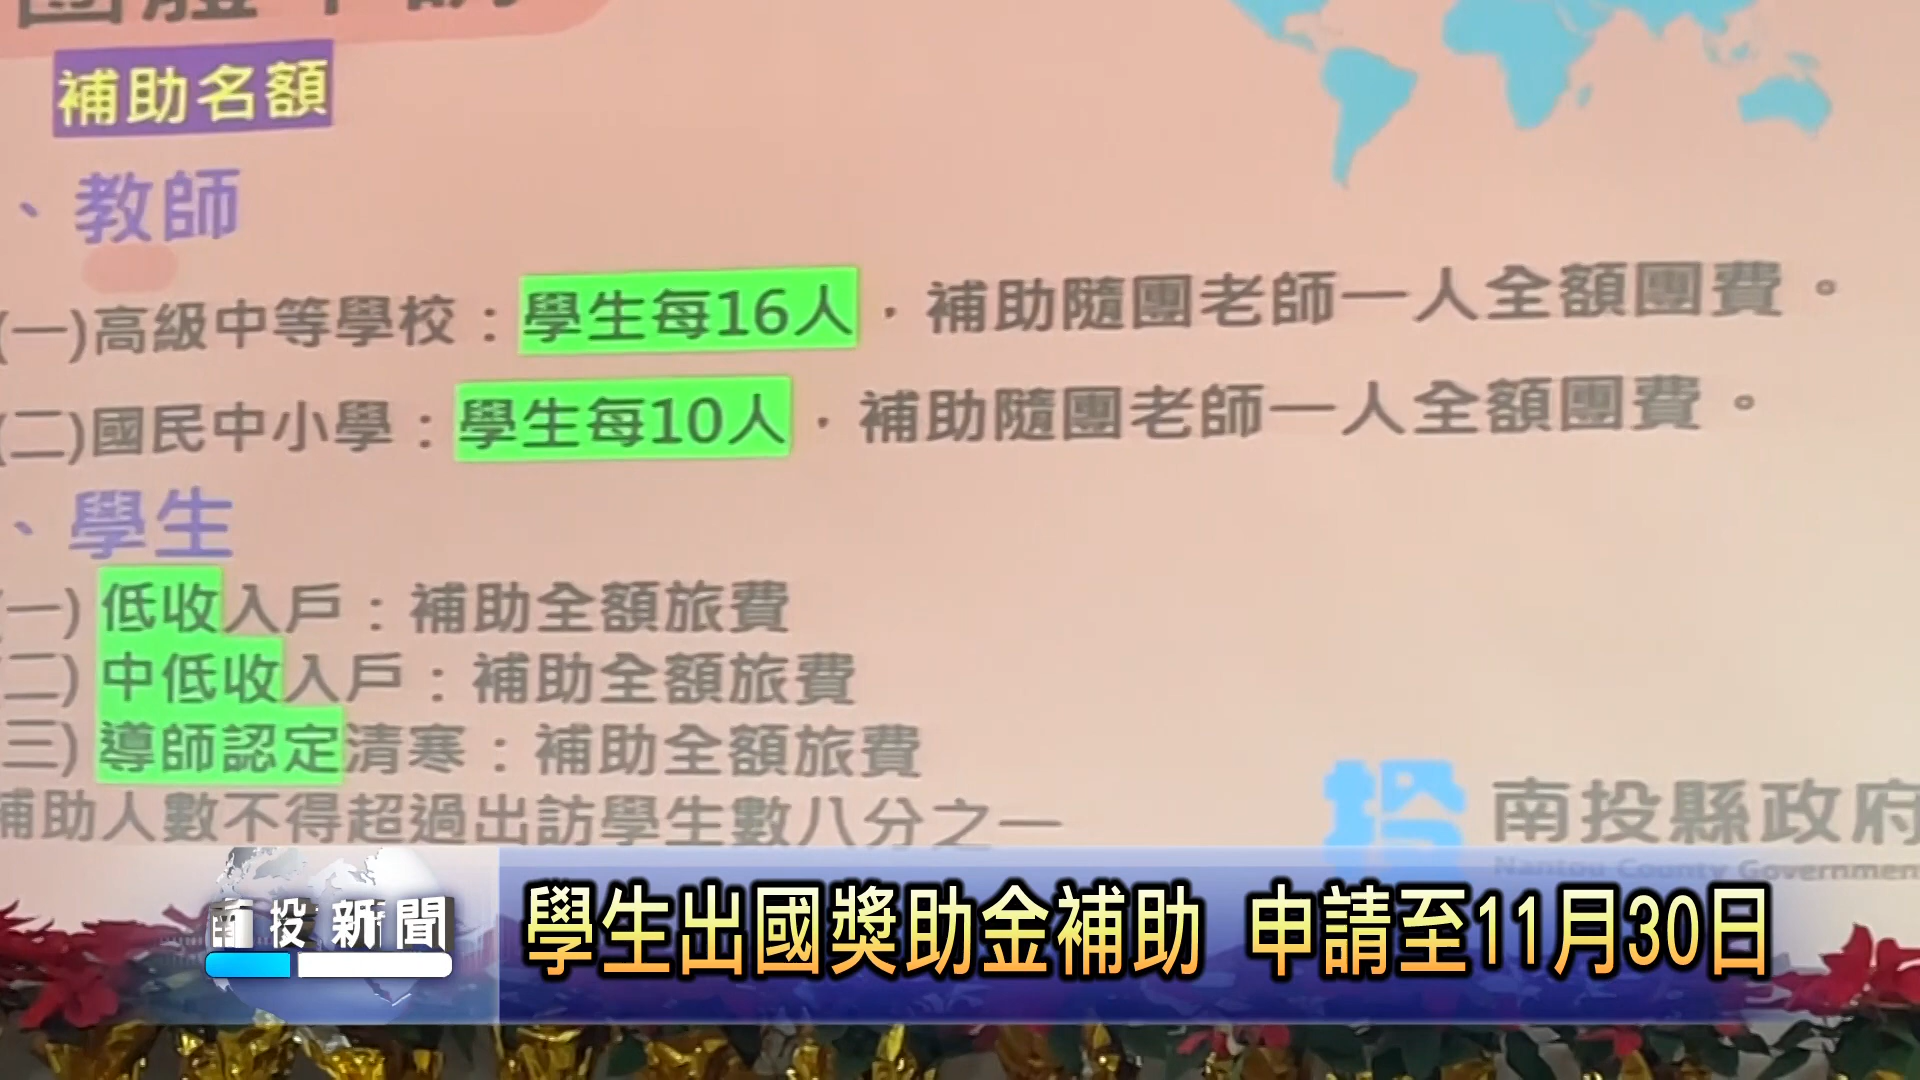 團體申請
補助名額
、教師
(一)高級中等學校：學生每16人，補助隨團老師一人全額團費。
(二)國民中小學：學生每10人，補助隨團老師一人全額團費。
、學生
(一) 低收入戶：補助全額旅費
(二) 中低收入戶：補助全額旅費
(三) 導師認定清寒：補助全額旅費
補助人數不得超過出訪學生數八分之一
南投縣政府
Nantou County Government
南投新聞
學生出國獎助金補助 申請至11月30日